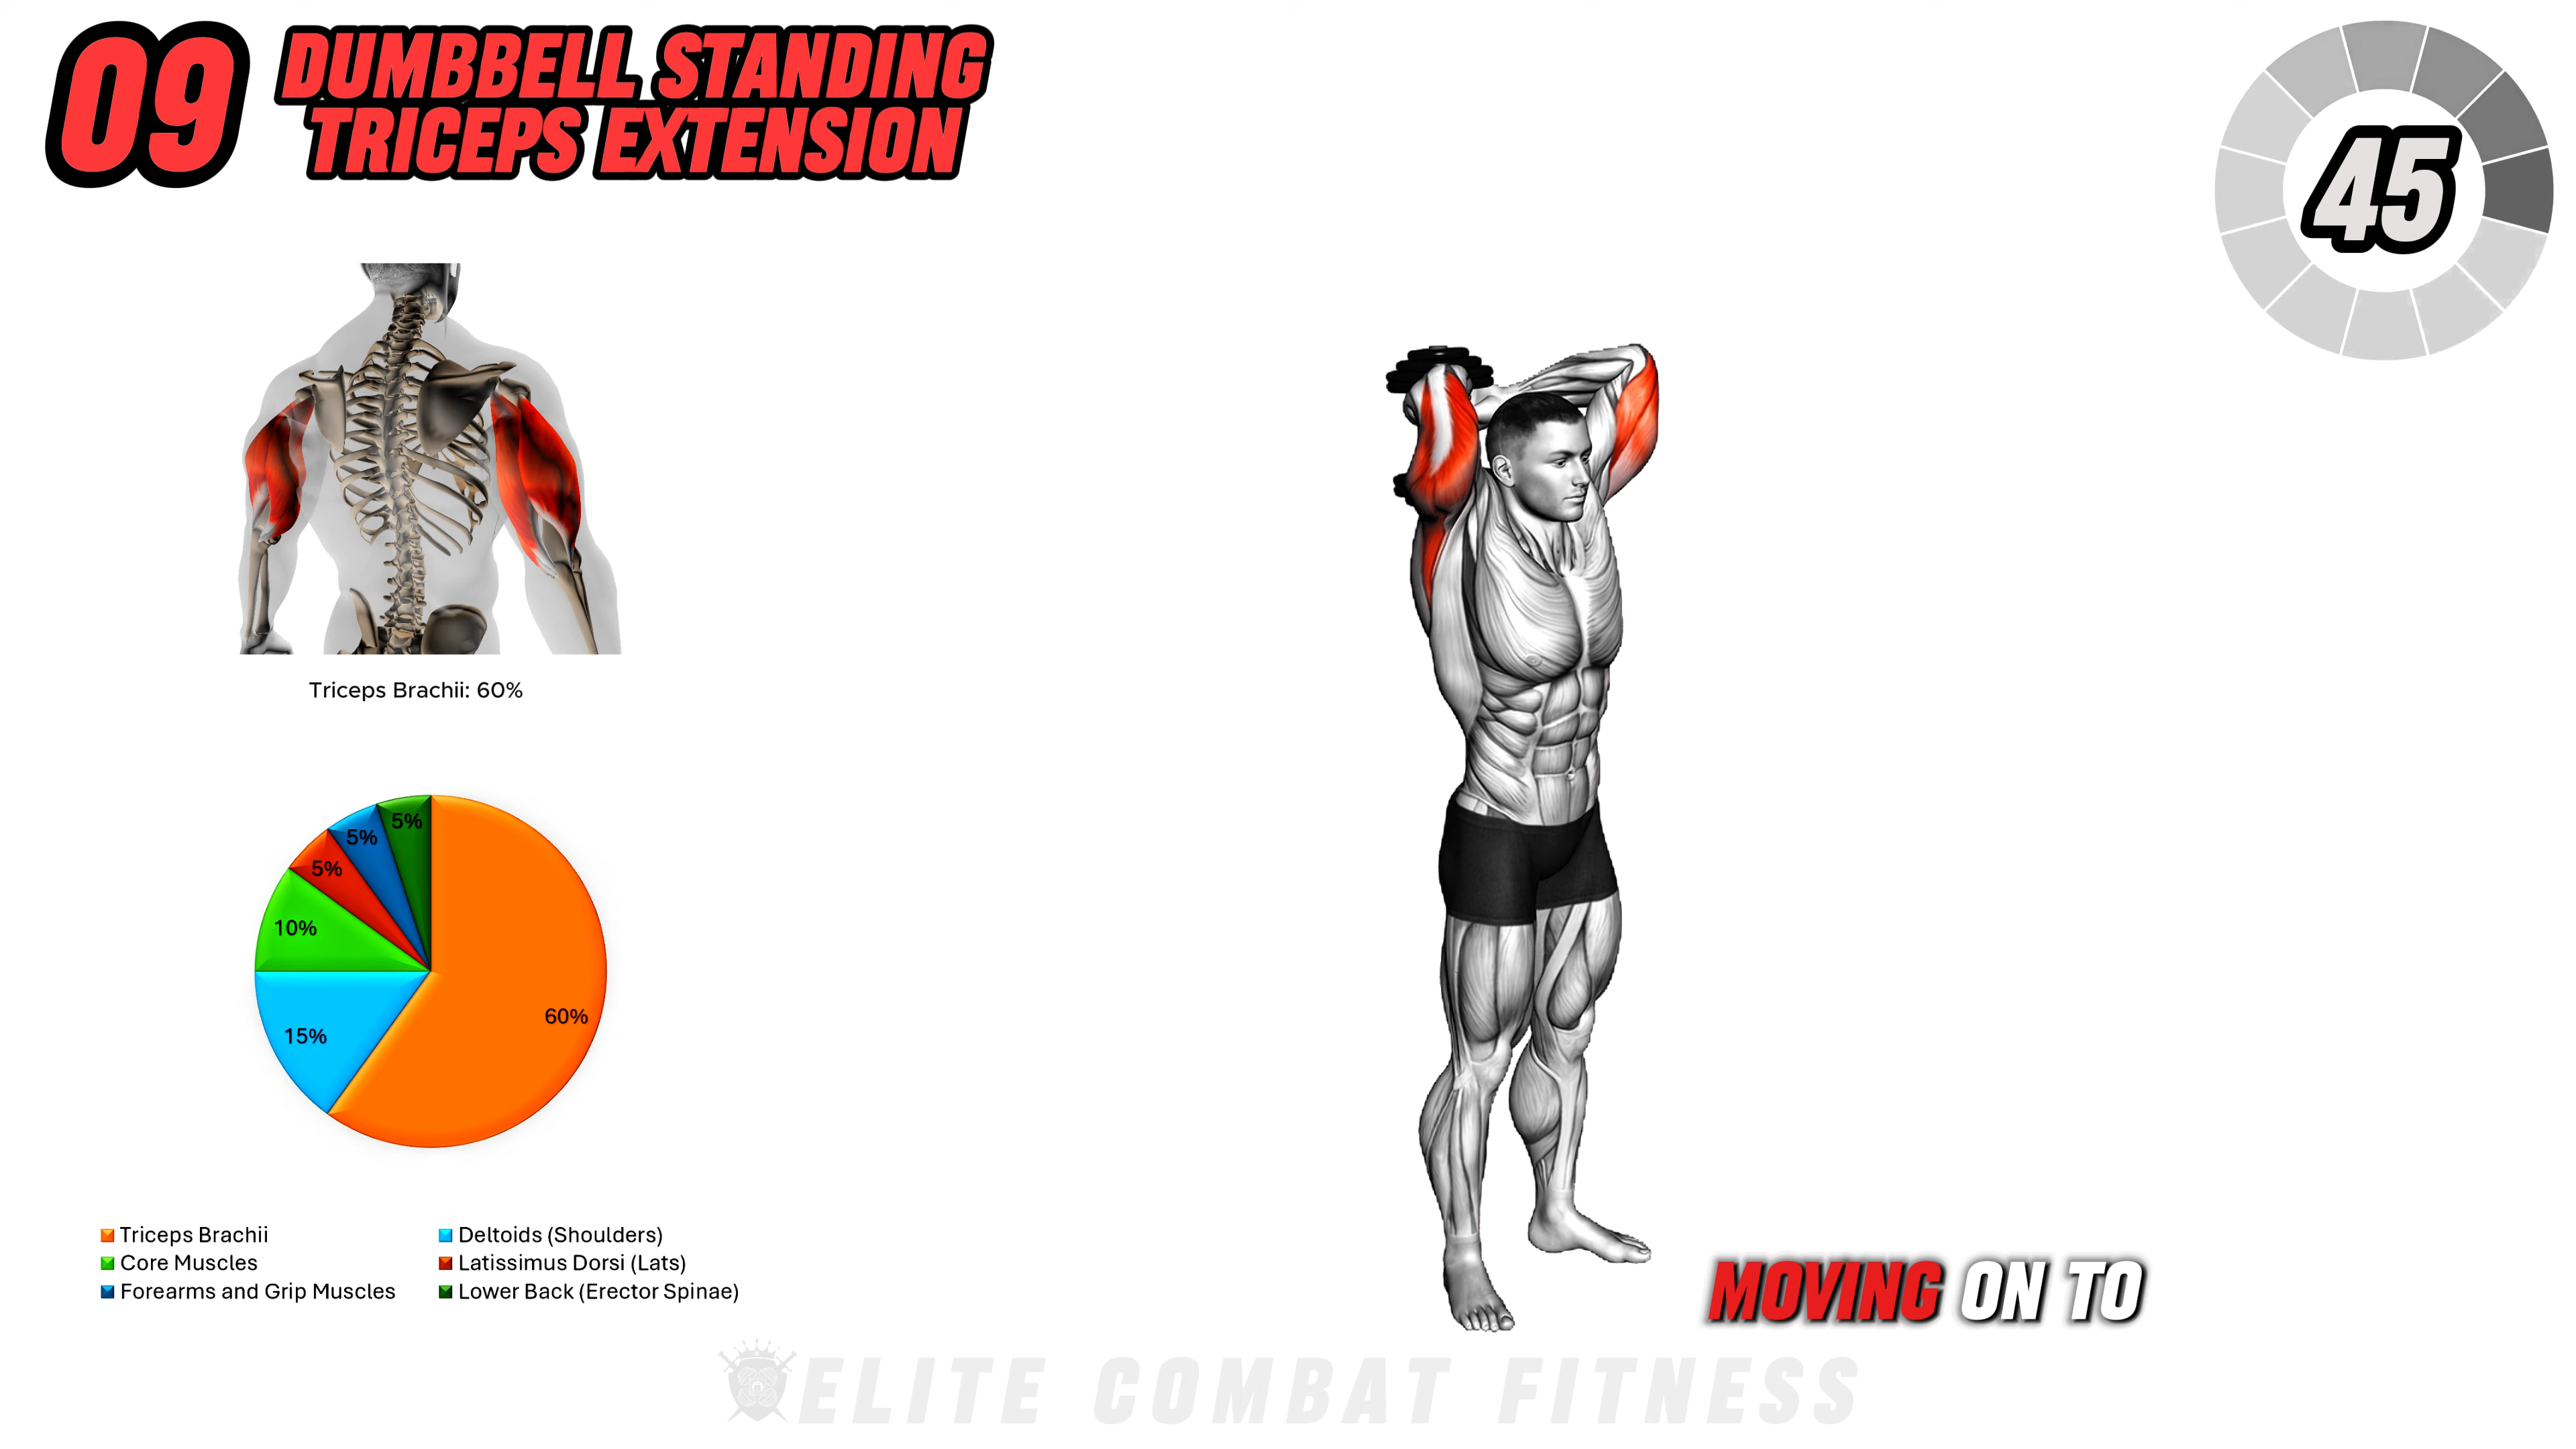 09
DUMBBELL STANDING
TRICEPS EXTENSION
45
Triceps Brachii: 60%
5%
5%
5%
10%
15%
60%
Triceps Brachii
Deltoids (Shoulders)
Core Muscles
Latissimus Dorsi (Lats)
Forearms and Grip Muscles
Lower Back (Erector Spinae)
MOVING ON TO
ELITE COMBAT FITNESS